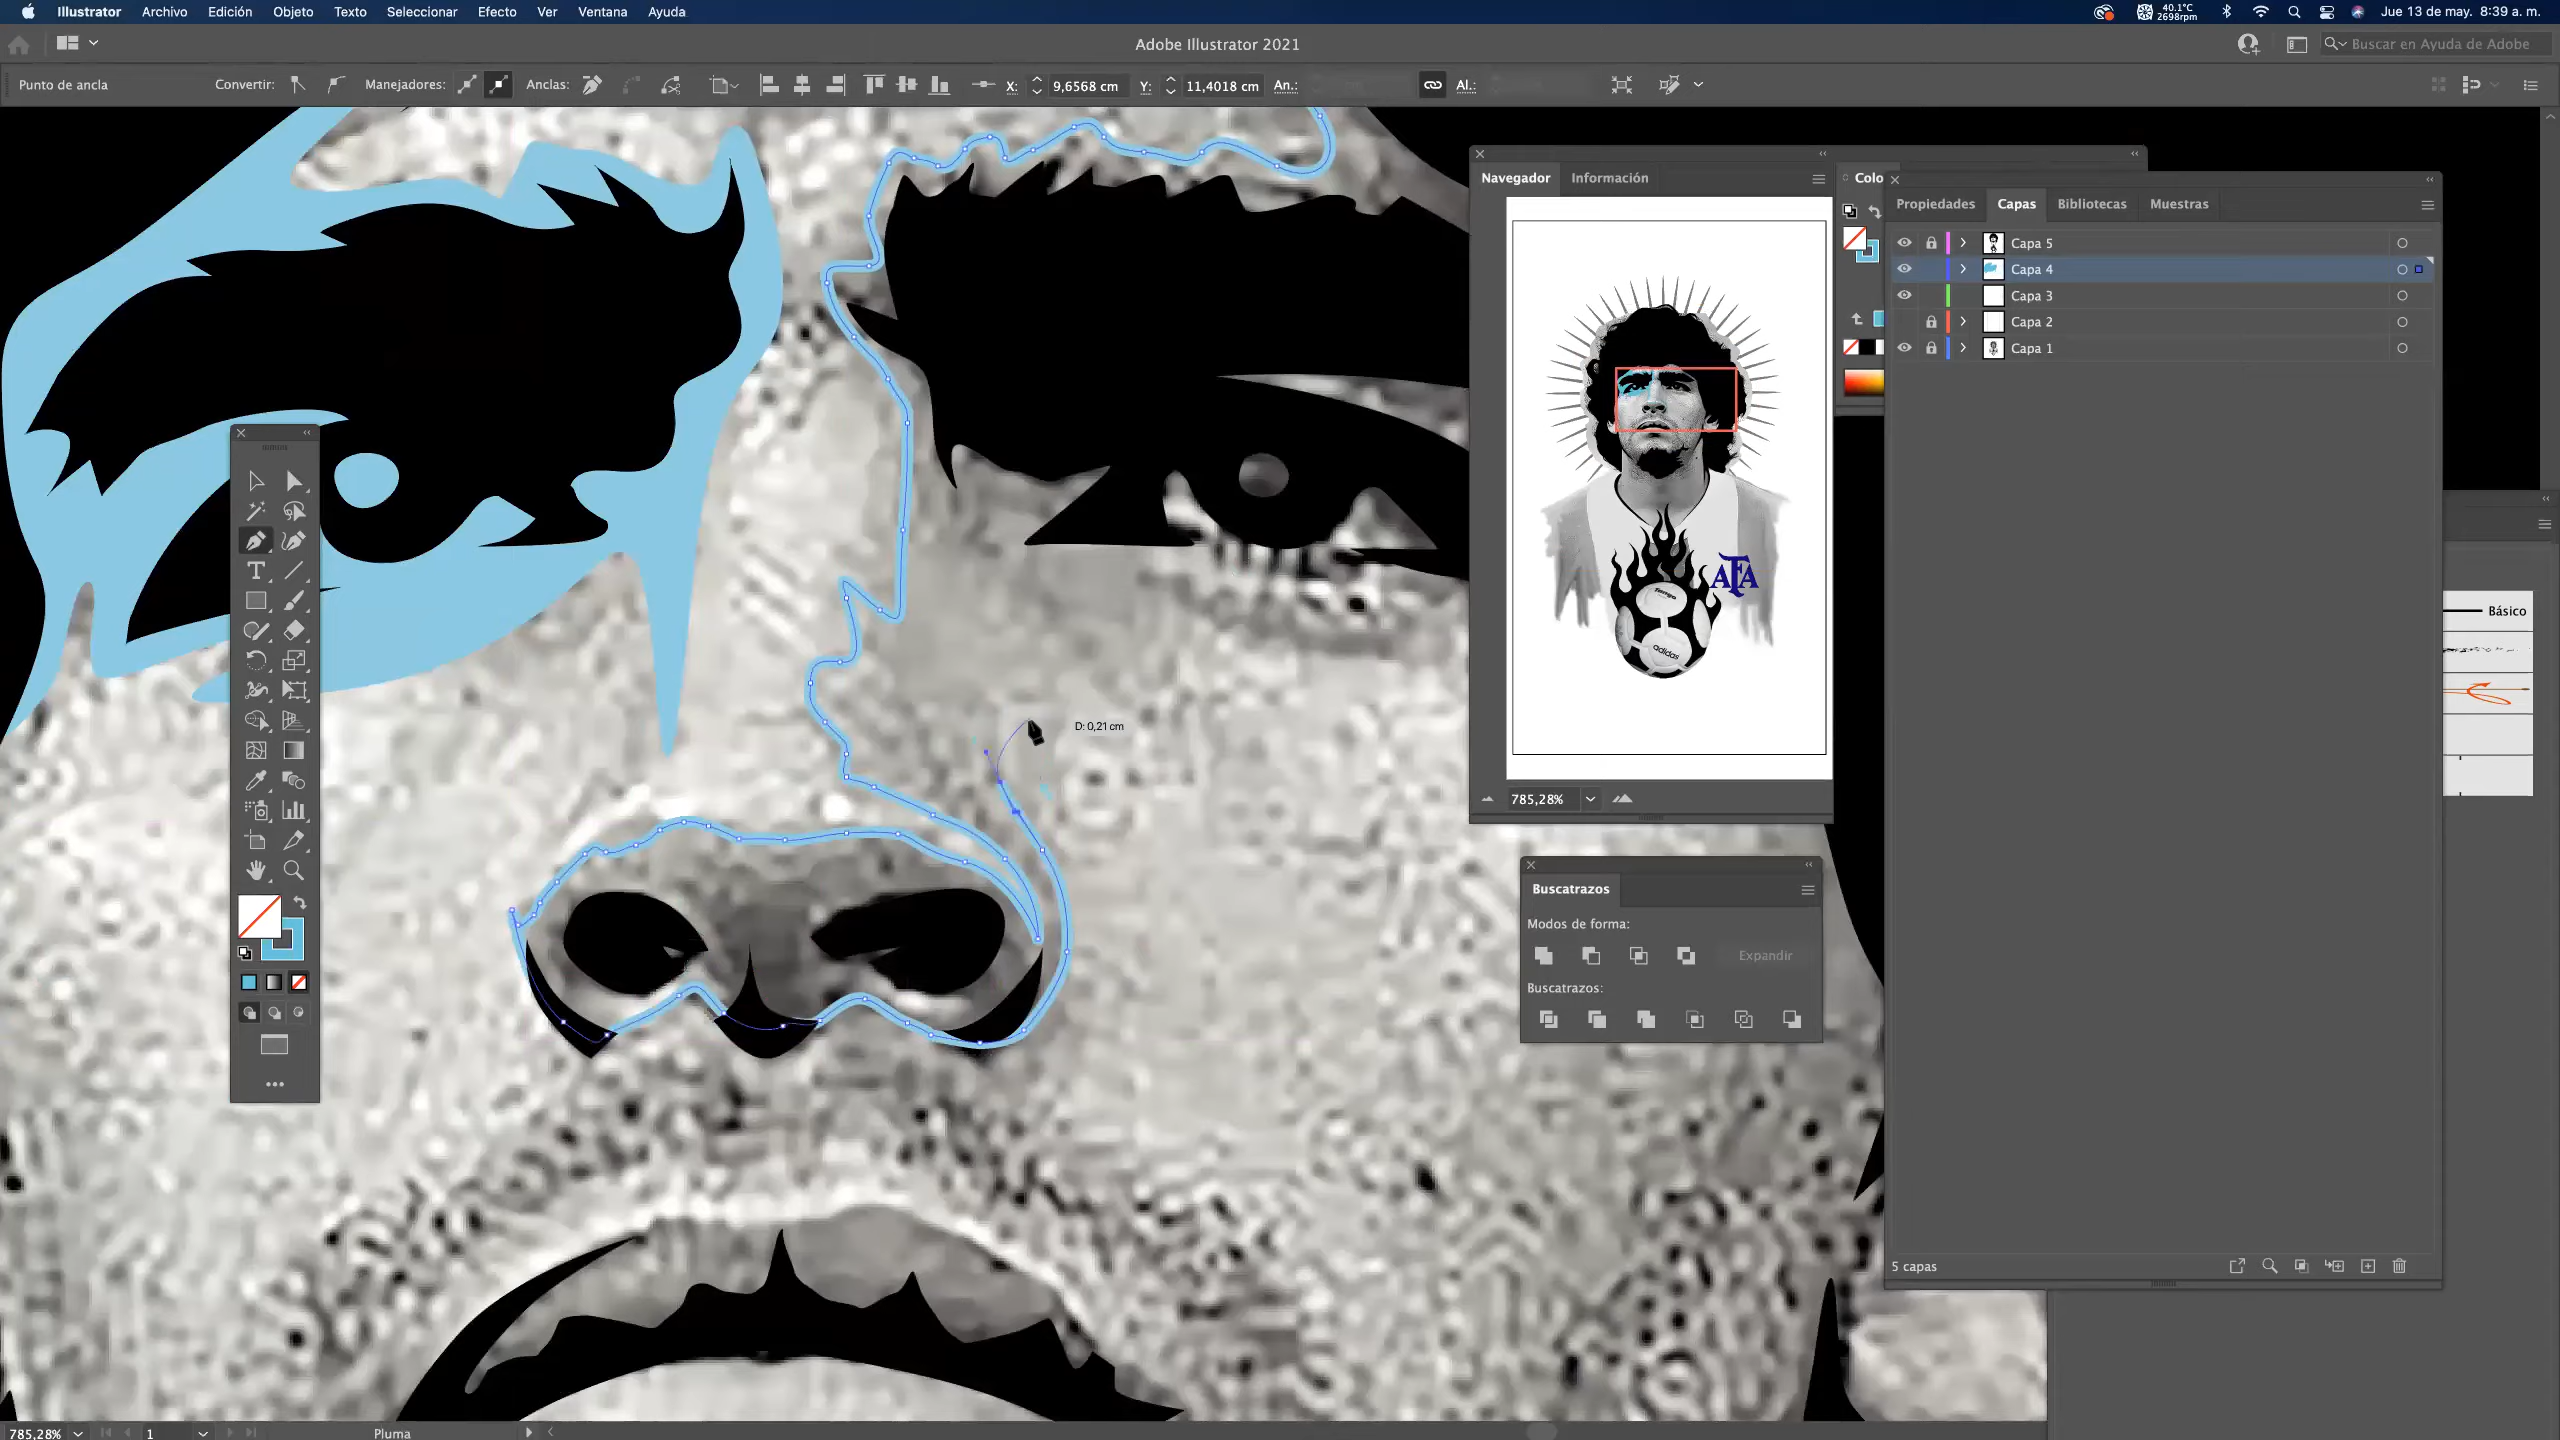 Illustrator Archivo Edición Objeto Texto Seleccionar Efecto Ver Ventana Ayuda
40.1°C
2698rpm
Jue 13 de may. 8:39 a. m.
Adobe Illustrator 2021
Buscar en Ayuda de Adobe
Punto de ancla
Convertir:
Manejadores:
Anclas:
X:
9,6568 cm
Y:
11,4018 cm
An.:
Al.:
Navegador
Información
Colo
Propiedades
Capas
Bibliotecas
Muestras
Capa 5
Capa 4
Capa 3
Capa 2
Capa 1
AFA
Tango
adidas
Básico
D: 0,21 cm
785,28%
Buscatrazos
Modos de forma:
Expandir
Buscatrazos:
5 capas
785,28%
1
Pluma